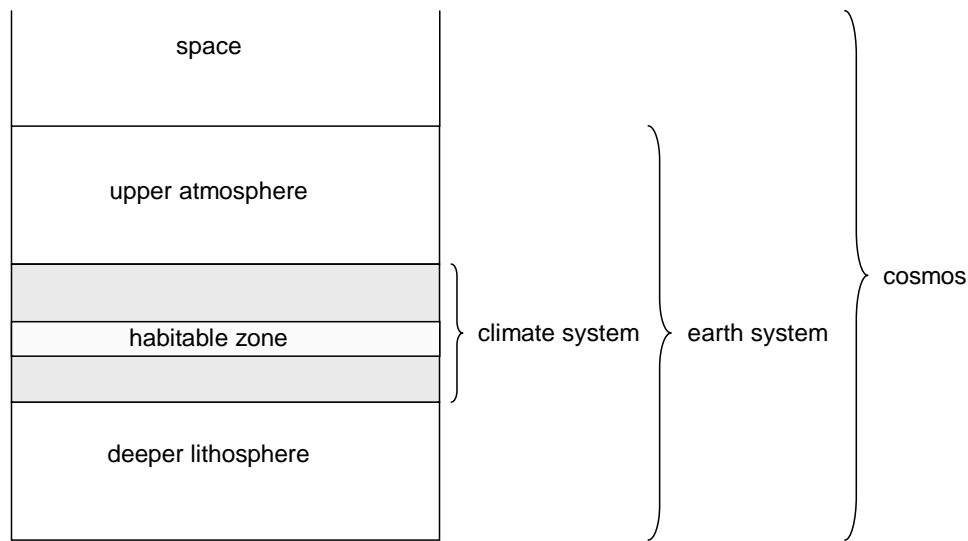 space
upper atmosphere
cosmos
habitable zone
climate system
earth system
deeper lithosphere